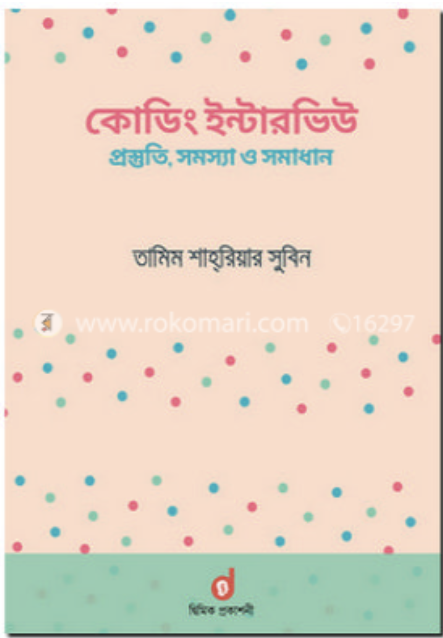 কোডিং ইন্টারভিউ
প্রস্তুতি, সমস্যা ও সমাধান
তামিম শাহ্‌রিয়ার সুবিন
www.rokomari.com 16297
দ্বিমিক প্রকাশনী